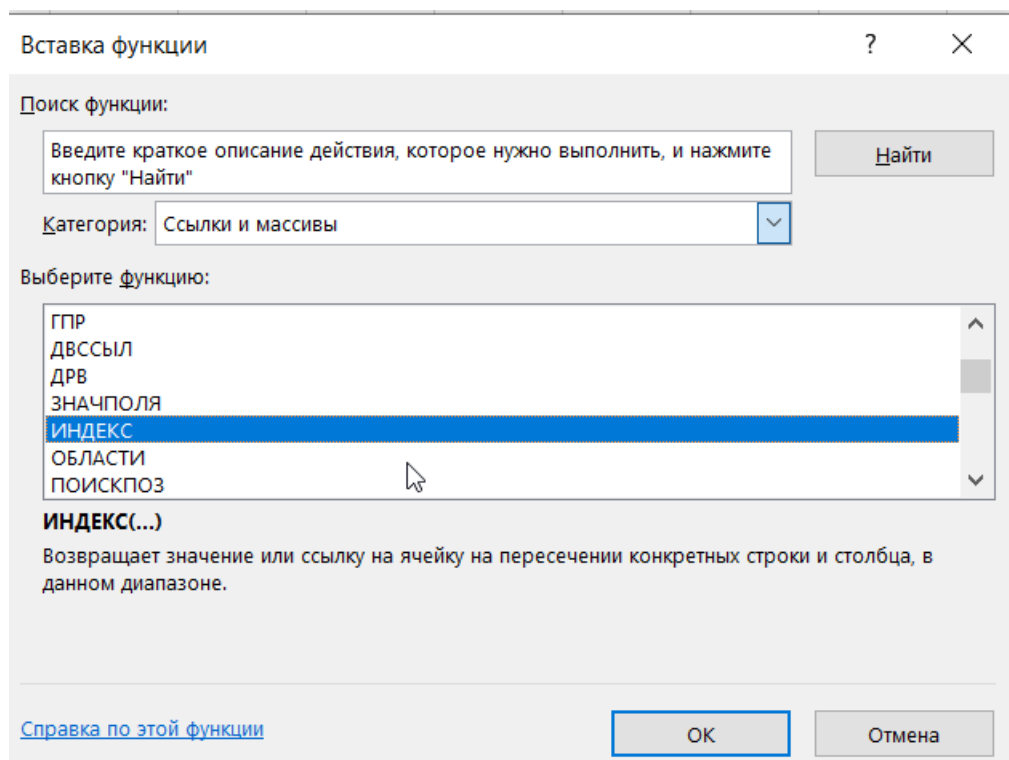 Вставка функции ?
Поиск функции:
Введите краткое описание действия, которое нужно выполнить, и нажмите
кнопку "Найти"
Найти
Категория: Ссылки и массивы
Выберите функцию:
ГПР
ДВССЫЛ
ДРВ
ЗНАЧПОЛЯ
ИНДЕКС
ОБЛАСТИ
ПОИСКПОЗ
ИНДЕКС(...)
Возвращает значение или ссылку на ячейку на пересечении конкретных строки и столбца, в
данном диапазоне.
Справка по этой функции
ОК
Отмена